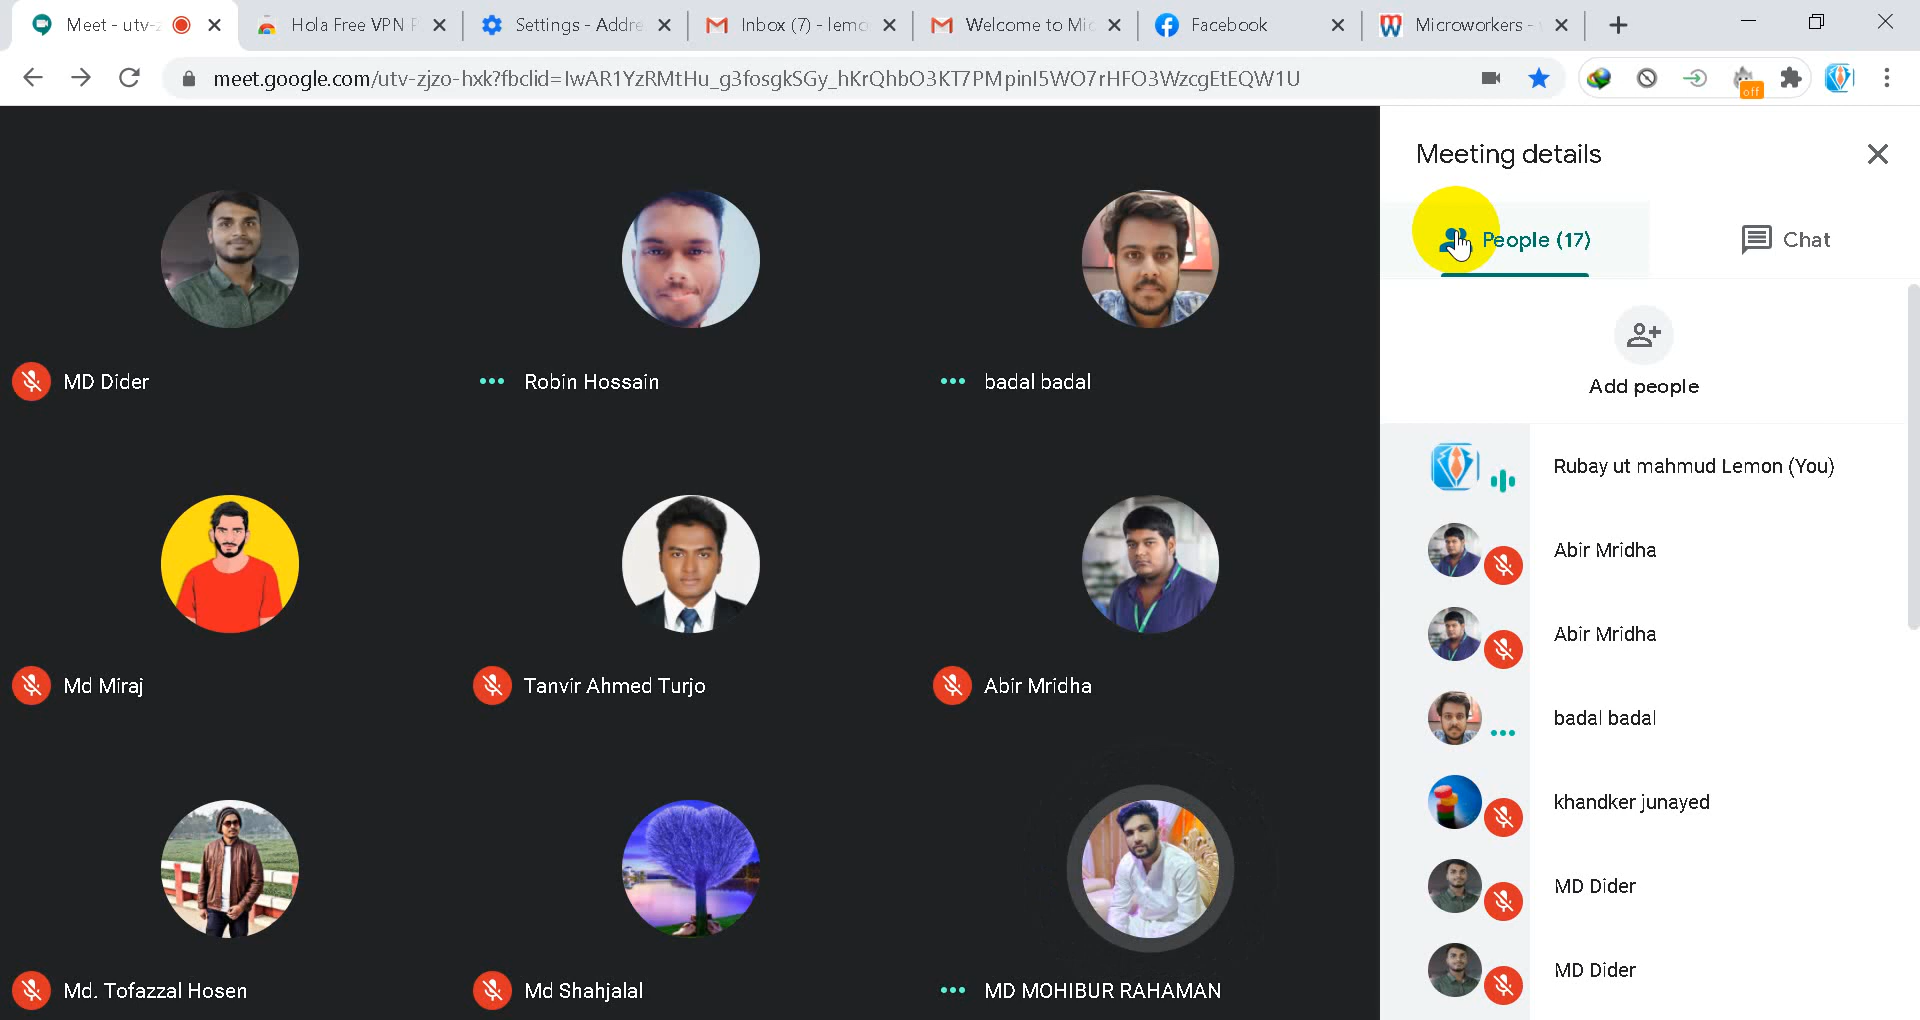 Meet - utv-z
Hola Free VPN P
Settings - Addre
Inbox (7) - lemo
Welcome to Mic
Facebook
Microworkers -
meet.google.com/utv-zjzo-hxk?fbclid=IwAR1YzRMtHu_g3fosgkSGy_hKrQhbO3KT7PMpinI5WO7rHFO3WzcgEtEQW1U
off
Meeting details
People (17)
Chat
Add people
MD Dider
Robin Hossain
badal badal
Md Miraj
Tanvir Ahmed Turjo
Abir Mridha
Md. Tofazzal Hosen
Md Shahjalal
MD MOHIBUR RAHAMAN
Rubay ut mahmud Lemon (You)
Abir Mridha
Abir Mridha
badal badal
khandker junayed
MD Dider
MD Dider